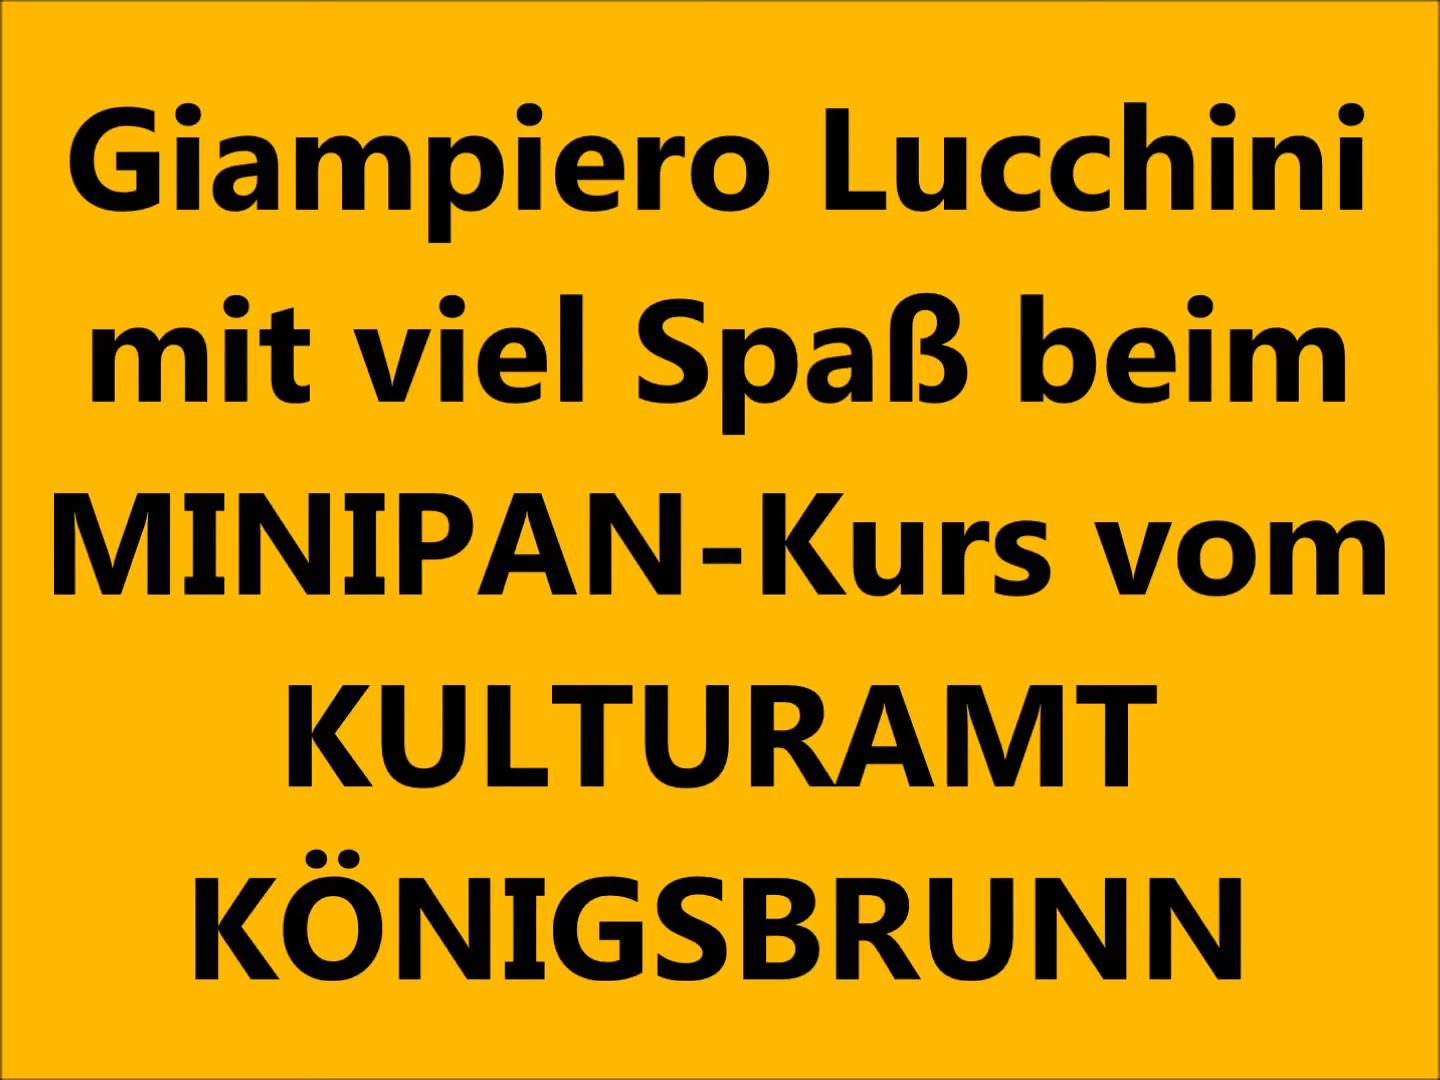 Giampiero Lucchini
mit viel Spaß beim
MINIPAN-Kurs vom
KULTURAMT
KÖNIGSBRUNN